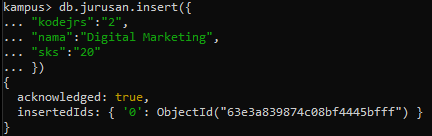 kampus> db.jurusan.insert({
... "kodejrs":"2",
... "nama":"Digital Marketing",
... "sks":"20"
... })
{
  acknowledged: true,
  insertedIds: { '0': ObjectId("63e3a839874c08bf4445bfff") }
}